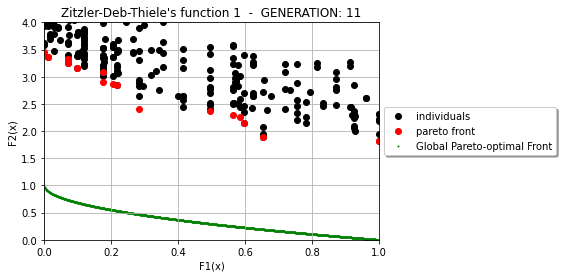 Zitzler-Deb-Thiele's function 1  -  GENERATION: 11
4.0
3.5
3.0
2.5
2.0
1.5
1.0
0.5
0.0
F2(x)
0.0 0.2 0.4 0.6 0.8 1.0
F1(x)
individuals
pareto front
Global Pareto-optimal Front